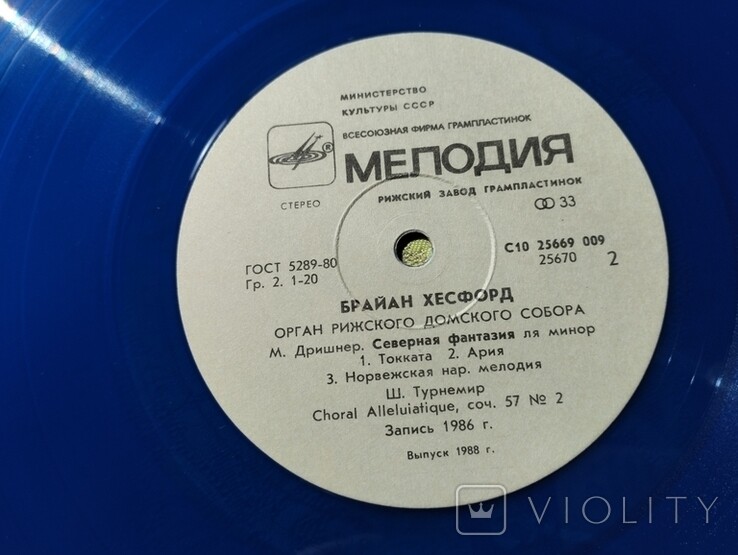 МИНИСТЕРСТВО
КУЛЬТУРЫ СССР
ВСЕСОЮЗНАЯ ФИРМА ГРАМПЛАСТИНОК
®
МЕЛОДИЯ
РИЖСКИЙ ЗАВОД ГРАМПЛАСТИНОК
СТЕРЕО
33
ГОСТ 5289-80
Гр. 2. 1-20
С10 25669 009
25670
2
БРАЙАН ХЕСФОРД
ОРГАН РИЖСКОГО ДОМСКОГО СОБОРА
М. Дришнер. Северная фантазия ля минор
1. Токката 2. Ария
3. Норвежская нар. мелодия
Ш. Турнемир
Choral Alleluiatique, соч. 57 № 2
Запись 1986 г.
Выпуск 1988 г.
VIOLITY